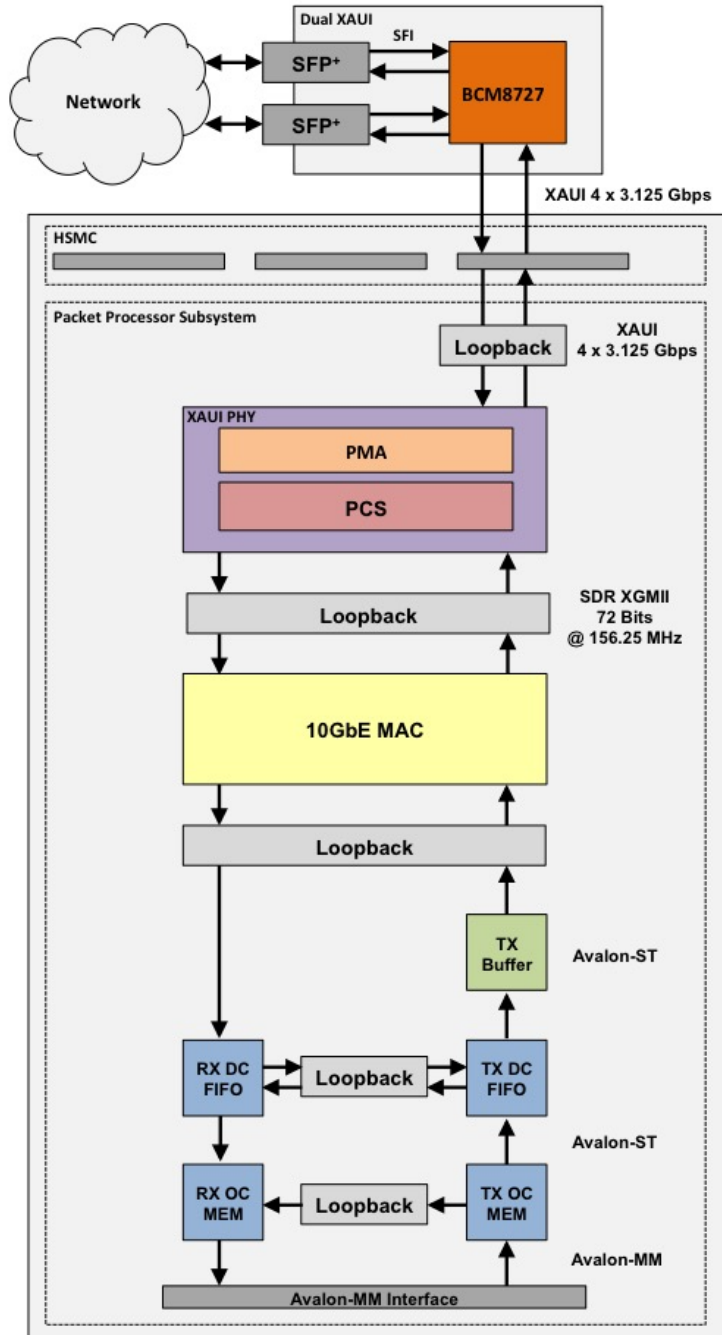 Dual XAUI
Network
SFP+
SFI
BCM8727
SFP+
XAUI 4 x 3.125 Gbps
HSMC
Packet Processor Subsystem
Loopback
XAUI
4 x 3.125 Gbps
XAUI PHY
PMA
PCS
Loopback
SDR XGMII
72 Bits
@ 156.25 MHz
10GbE MAC
Loopback
TX
Buffer
Avalon-ST
RX DC
FIFO
Loopback
TX DC
FIFO
Avalon-ST
RX OC
MEM
Loopback
TX OC
MEM
Avalon-MM
Avalon-MM Interface